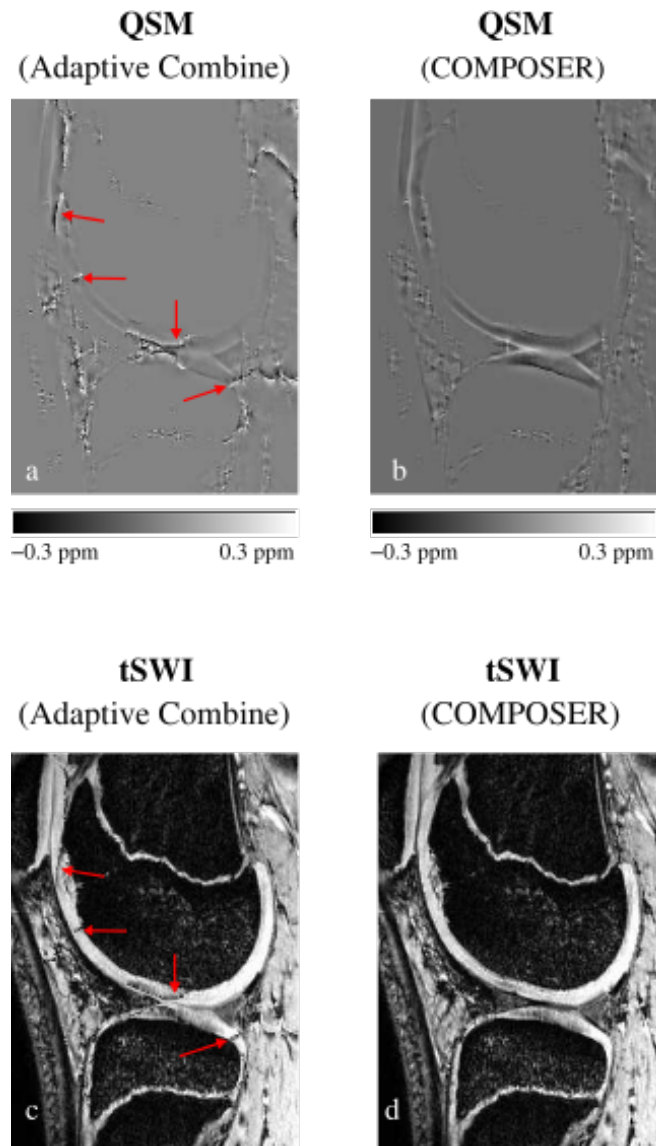 QSM
(Adaptive Combine)
QSM
(COMPOSER)
a
b
−0.3 ppm 0.3 ppm
−0.3 ppm 0.3 ppm
tSWI
(Adaptive Combine)
tSWI
(COMPOSER)
c
d